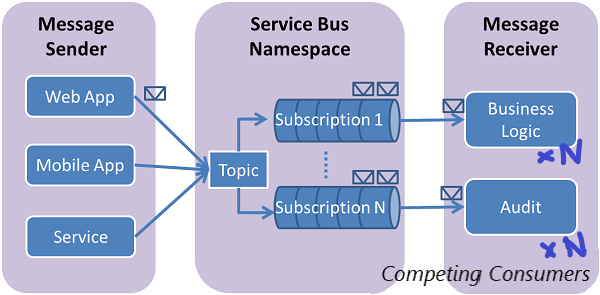 Message
Sender
Service Bus
Namespace
Message
Receiver
Web App
Mobile App
Service
Topic
Subscription 1
Subscription N
Business
Logic
×N
Audit
×N
Competing Consumers